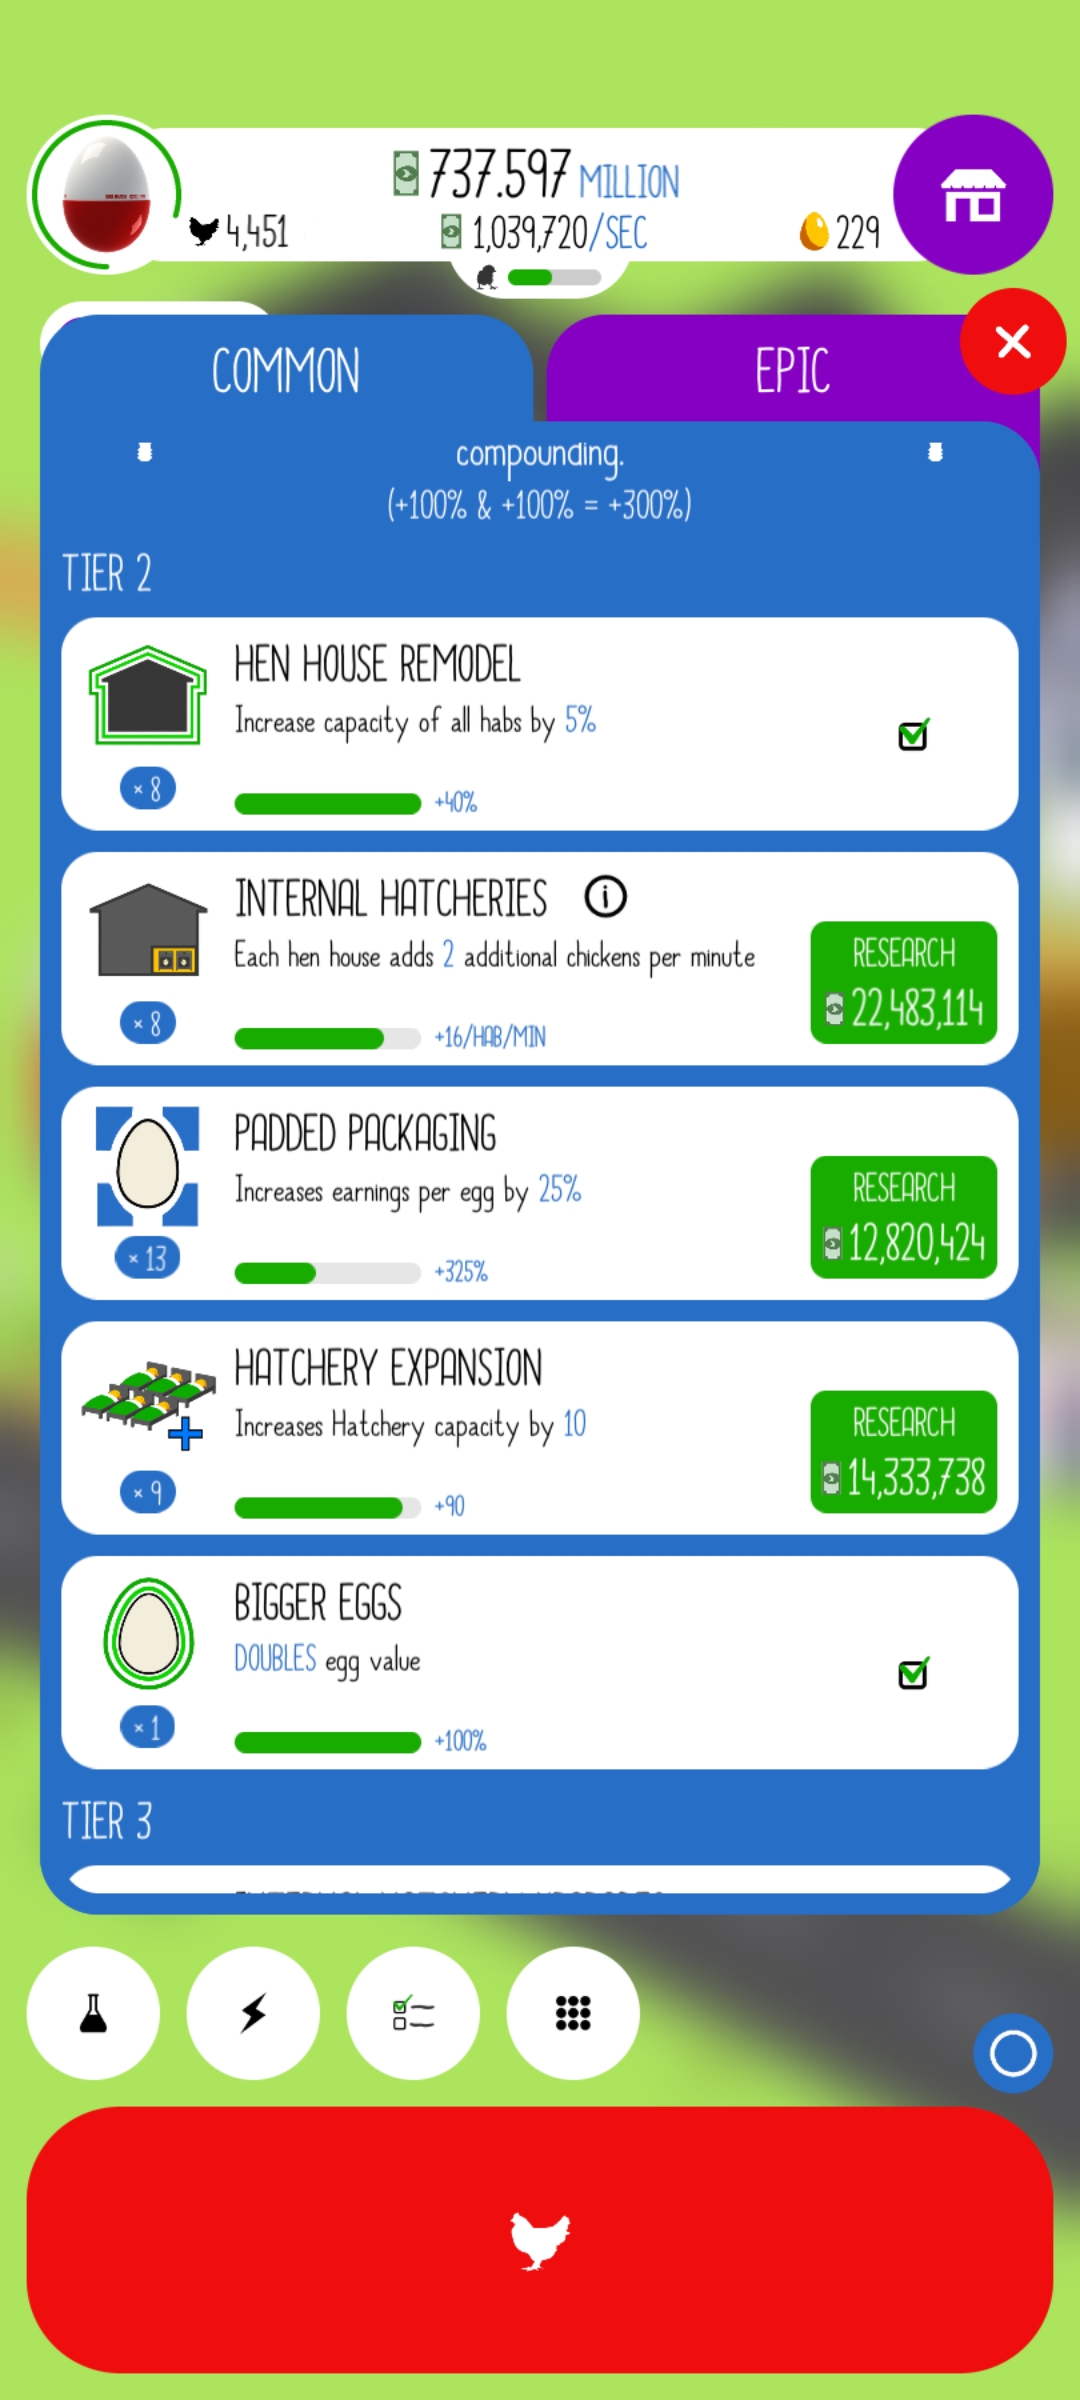 737.597 MILLION
4,451
1,039,720/SEC
229
COMMON
EPIC
compounding.
(+100% & +100% = +300%)
TIER 2
HEN HOUSE REMODEL
Increase capacity of all habs by 5%
× 8
+40%
INTERNAL HATCHERIES
Each hen house adds 2 additional chickens per minute
RESEARCH
22,483,114
× 8
+16/HAB/MIN
PADDED PACKAGING
Increases earnings per egg by 25%
RESEARCH
12,820,424
× 13
+325%
HATCHERY EXPANSION
Increases Hatchery capacity by 10
RESEARCH
14,333,738
× 9
+90
BIGGER EGGS
DOUBLES egg value
× 1
+100%
TIER 3